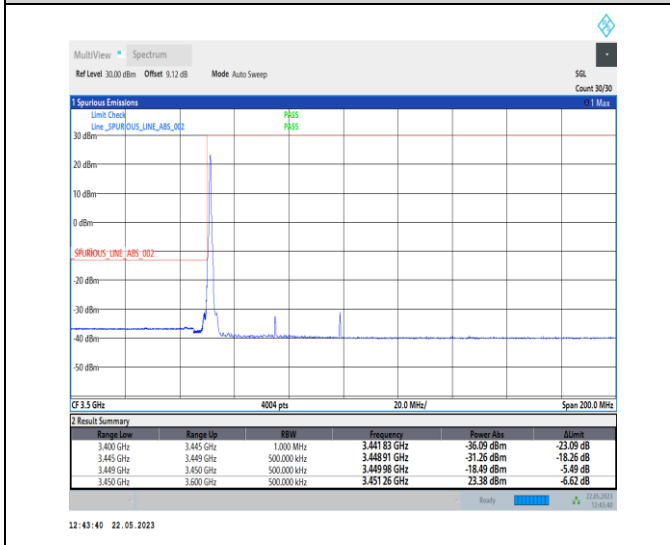 MultiView Spectrum
Ref Level 30.00 dBm Offset 9.12 dB Mode Auto Sweep SGL
Count 30/30
1 Spurious Emissions 1 Max
Limit Check PASS
Line _SPURIOUS_LINE_ABS_002 PASS
30 dBm
20 dBm
10 dBm
0 dBm
_SPURIOUS_LINE_ABS_002
-20 dBm
-30 dBm
-40 dBm
-50 dBm
CF 3.5 GHz 4004 pts 20.0 MHz/ Span 200.0 MHz
2 Result Summary
Range Low Range Up RBW Frequency Power Abs ΔLimit
3.400 GHz 3.445 GHz 1.000 MHz 3.441 83 GHz -36.09 dBm -23.09 dB
3.445 GHz 3.449 GHz 500.000 kHz 3.448 91 GHz -31.26 dBm -18.26 dB
3.449 GHz 3.450 GHz 500.000 kHz 3.449 98 GHz -18.49 dBm -5.49 dB
3.450 GHz 3.600 GHz 500.000 kHz 3.451 26 GHz 23.38 dBm -6.62 dB
Ready 22.05.2023
12:43:40
12:43:40 22.05.2023